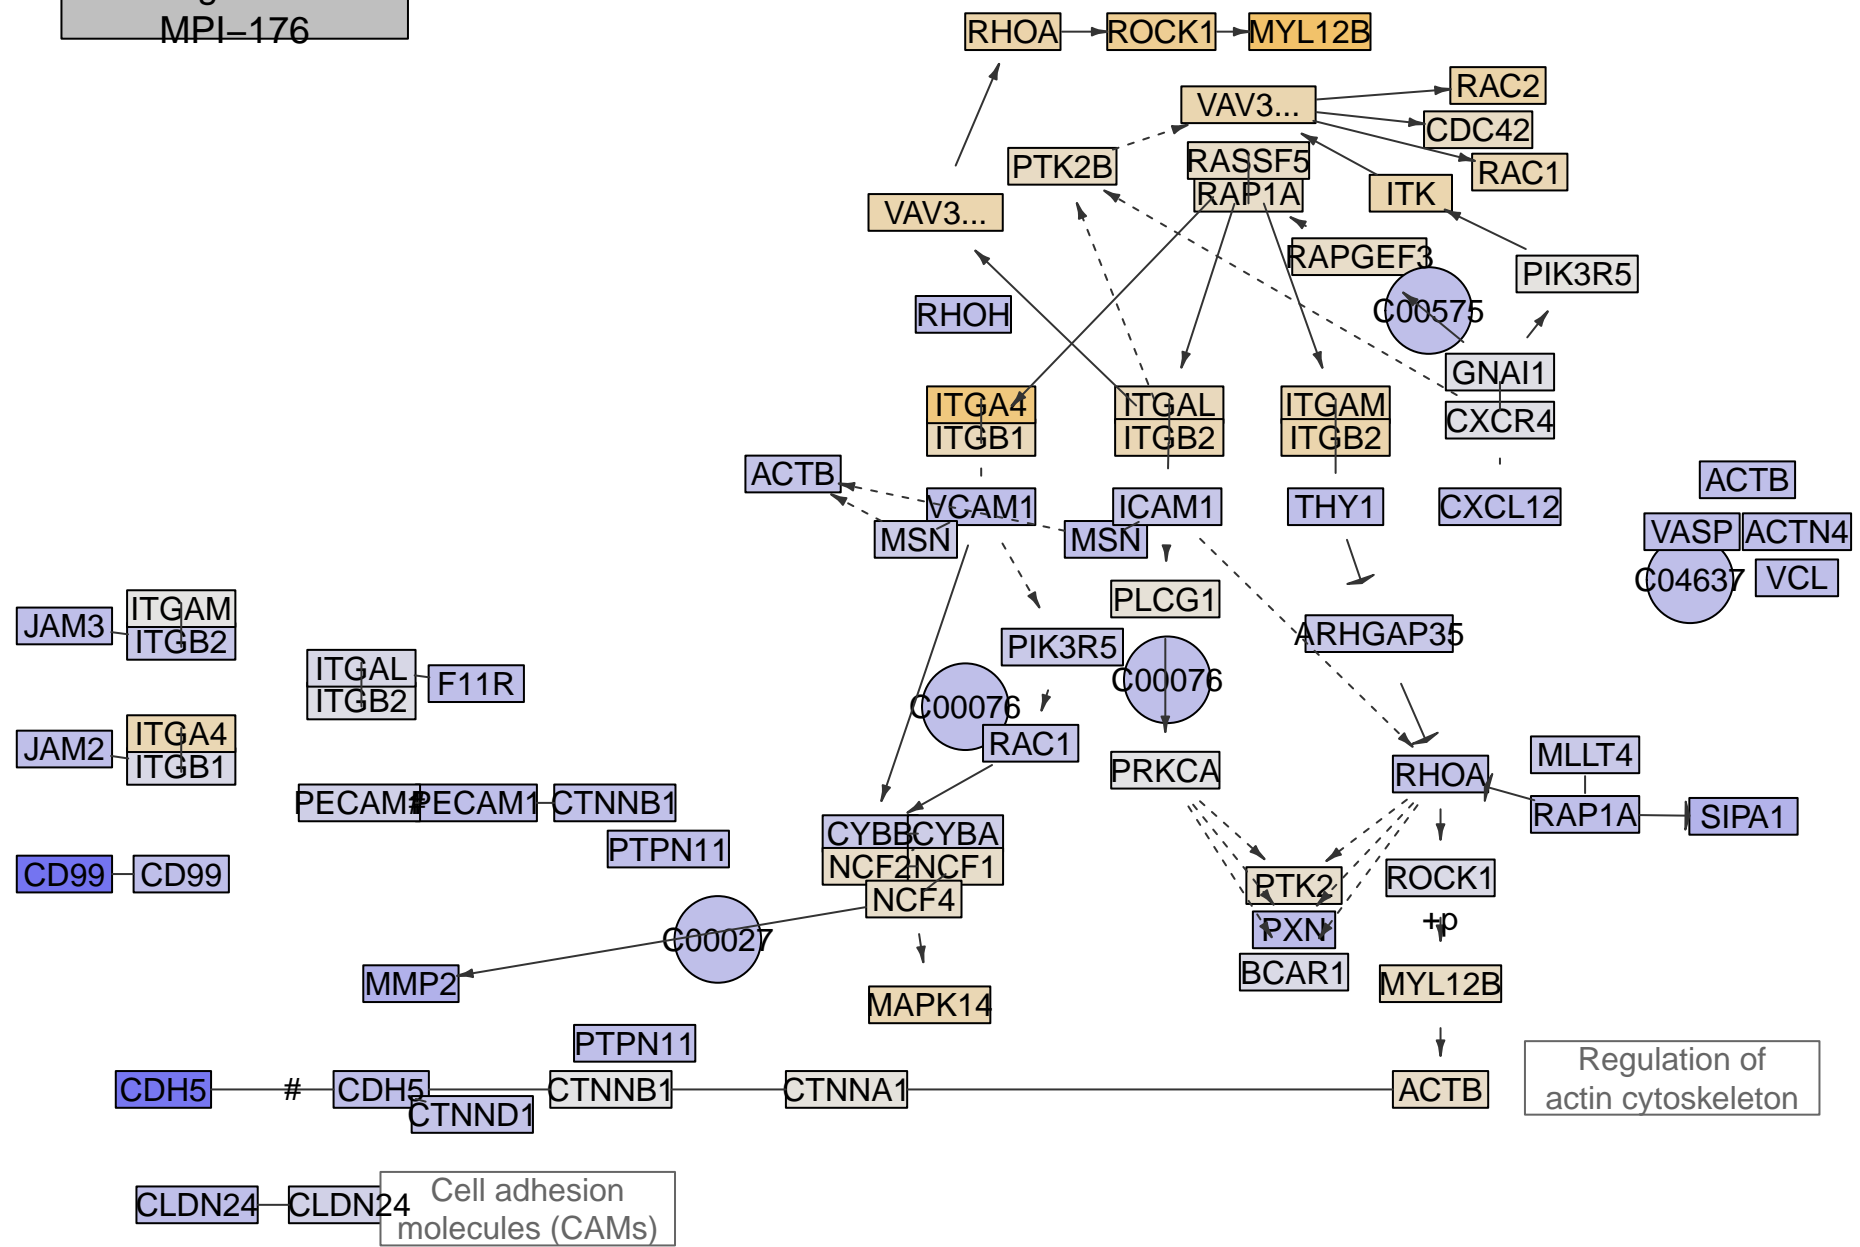 MPI–176
RHOA
ROCK1
MYL12B
RAC2
VAV3...
CDC42
RASSF5
PTK2B
RAC1
RAP1A
ITK
VAV3...
RAPGEF3
PIK3R5
C00575
RHOH
GNAI1
ITGA4
ITGAL
ITGAM
CXCR4
ITGB1
ITGB2
ITGB2
ACTB
ACTB
VCAM1
ICAM1
THY1
CXCL12
MSN
MSN
VASP
ACTN4
C04637
VCL
PLCG1
ITGAM
JAM3
ITGB2
ARHGAP35
PIK3R5
ITGAL
F11R
ITGB2
C00076
C00076
ITGA4
JAM2
ITGB1
RAC1
PRKCA
RHOA
MLLT4
PECAM1
#
PECAM1
CTNNB1
RAP1A
SIPA1
CYBB
CYBA
PTPN11
NCF2
NCF1
CD99
CD99
NCF4
PTK2
ROCK1
+p
PXN
C00027
BCAR1
MMP2
MYL12B
MAPK14
PTPN11
Regulation of
actin cytoskeleton
CDH5
#
CDH5
CTNNB1
CTNNA1
ACTB
CTNND1
CLDN24
CLDN24
Cell adhesion
molecules (CAMs)